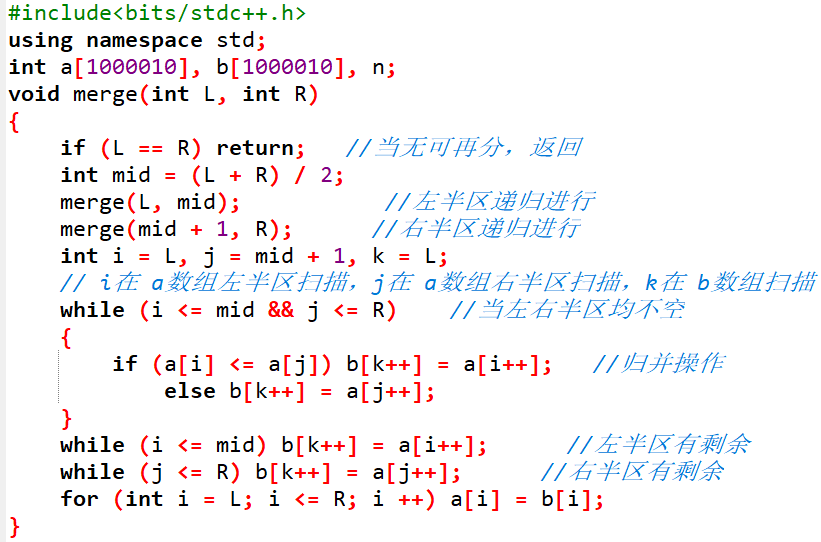 #include<bits/stdc++.h>
using namespace std;
int a[1000010], b[1000010], n;
void merge(int L, int R)
{
    if (L == R) return;   //当无可再分，返回
    int mid = (L + R) / 2;
    merge(L, mid);           //左半区递归进行
    merge(mid + 1, R);      //右半区递归进行
    int i = L, j = mid + 1, k = L;
    // i在 a数组左半区扫描，j在 a数组右半区扫描，k在 b数组扫描
    while (i <= mid && j <= R)    //当左右半区均不空
    {
        if (a[i] <= a[j]) b[k++] = a[i++];   //归并操作
            else b[k++] = a[j++];
    }
    while (i <= mid) b[k++] = a[i++];      //左半区有剩余
    while (j <= R) b[k++] = a[j++];      //右半区有剩余
    for (int i = L; i <= R; i ++) a[i] = b[i];
}